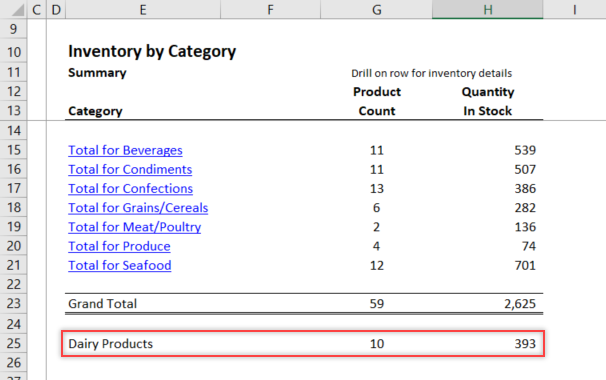 C D E F G H I
9
10 Inventory by Category
11 Summary Drill on row for inventory details
12 Product Quantity
13 Category Count In Stock
14
15 Total for Beverages 11 539
16 Total for Condiments 11 507
17 Total for Confections 13 386
18 Total for Grains/Cereals 6 282
19 Total for Meat/Poultry 2 136
20 Total for Produce 4 74
21 Total for Seafood 12 701
22
23 Grand Total 59 2,625
24
25 Dairy Products 10 393
26
27